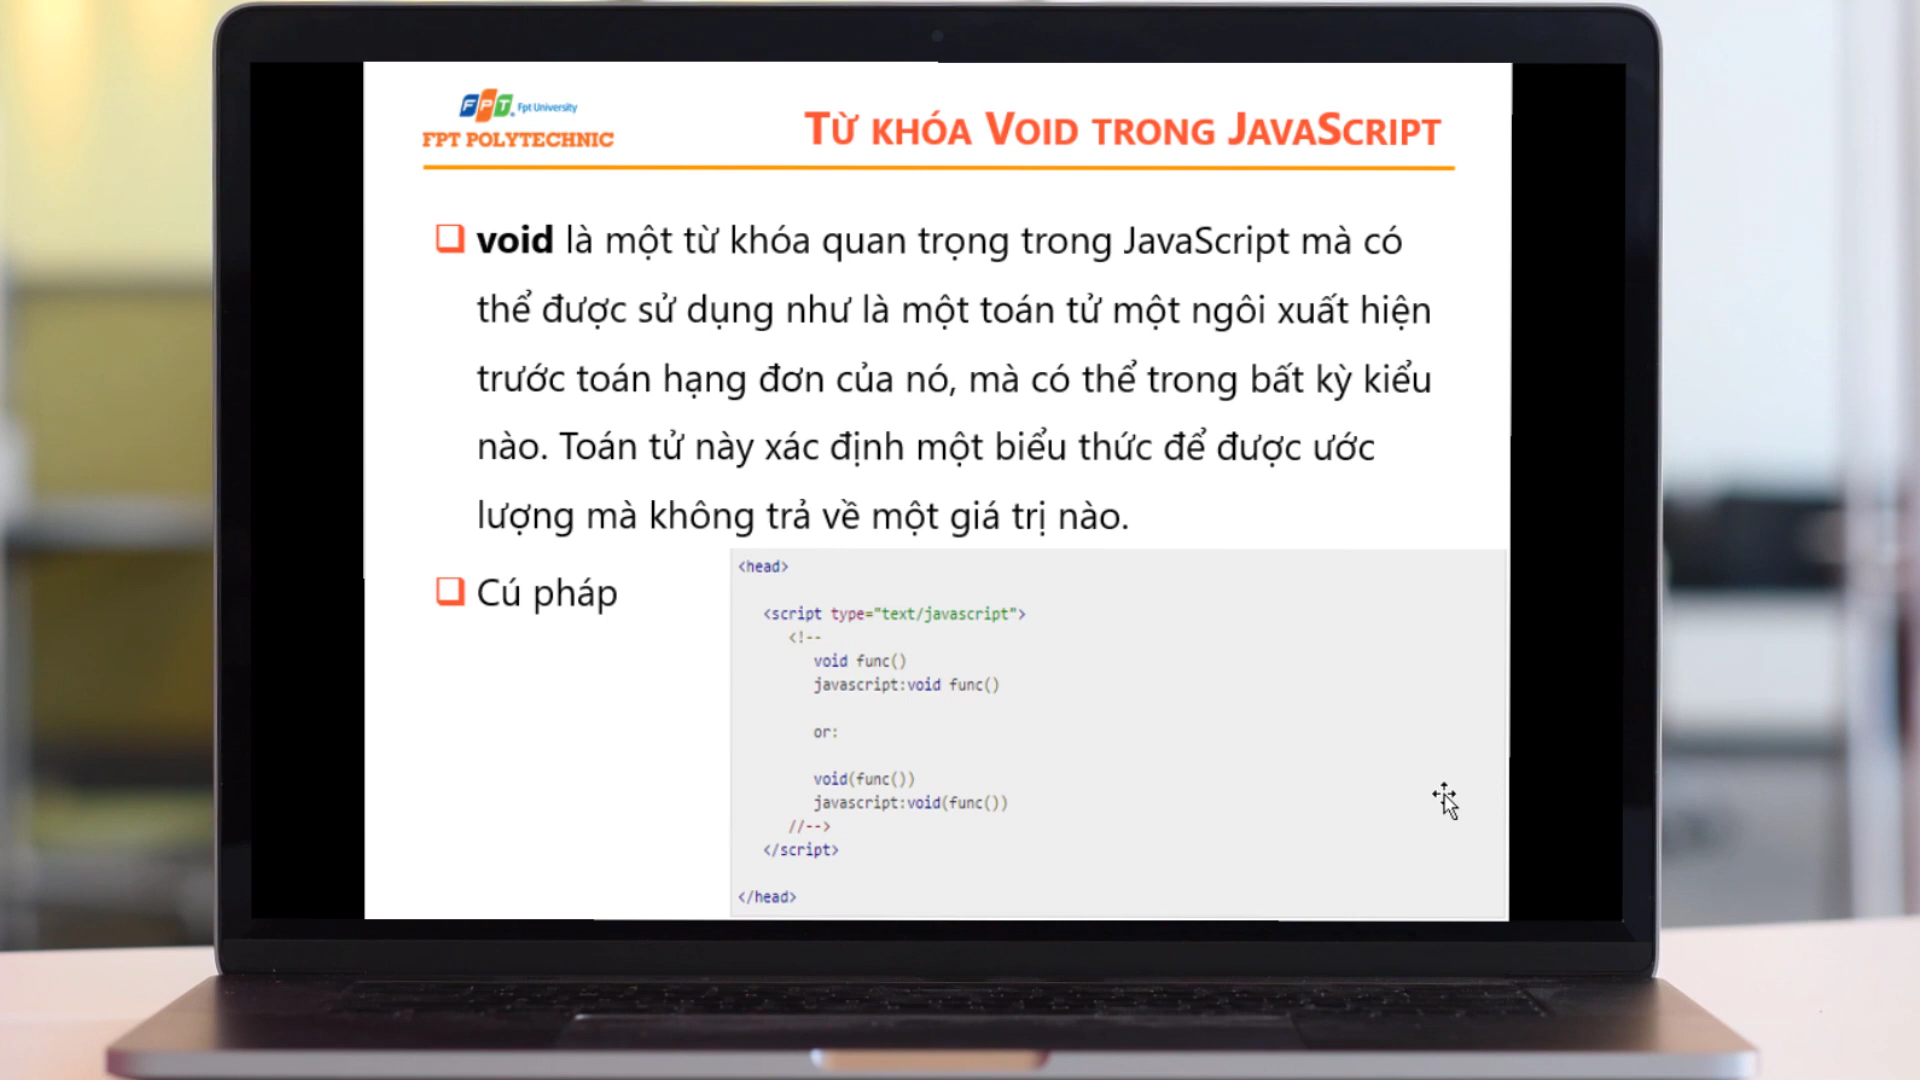 FPT. Fpt University
FPT POLYTECHNIC
TỪ KHÓA VOID TRONG JAVASCRIPT
void là một từ khóa quan trọng trong JavaScript mà có
thể được sử dụng như là một toán tử một ngôi xuất hiện
trước toán hạng đơn của nó, mà có thể trong bất kỳ kiểu
nào. Toán tử này xác định một biểu thức để được ước
lượng mà không trả về một giá trị nào.
Cú pháp
<head>
<script type="text/javascript">
<!--
void func()
javascript:void func()
or:
void(func())
javascript:void(func())
//-->
</script>
</head>